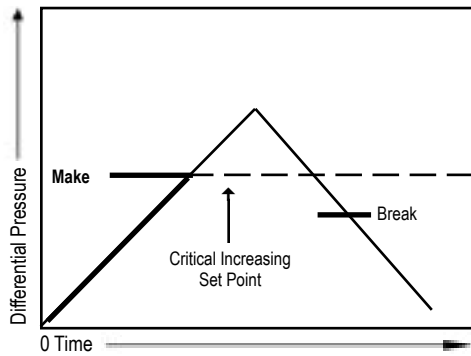 Differential Pressure
Make
Break
Critical Increasing
Set Point
0 Time